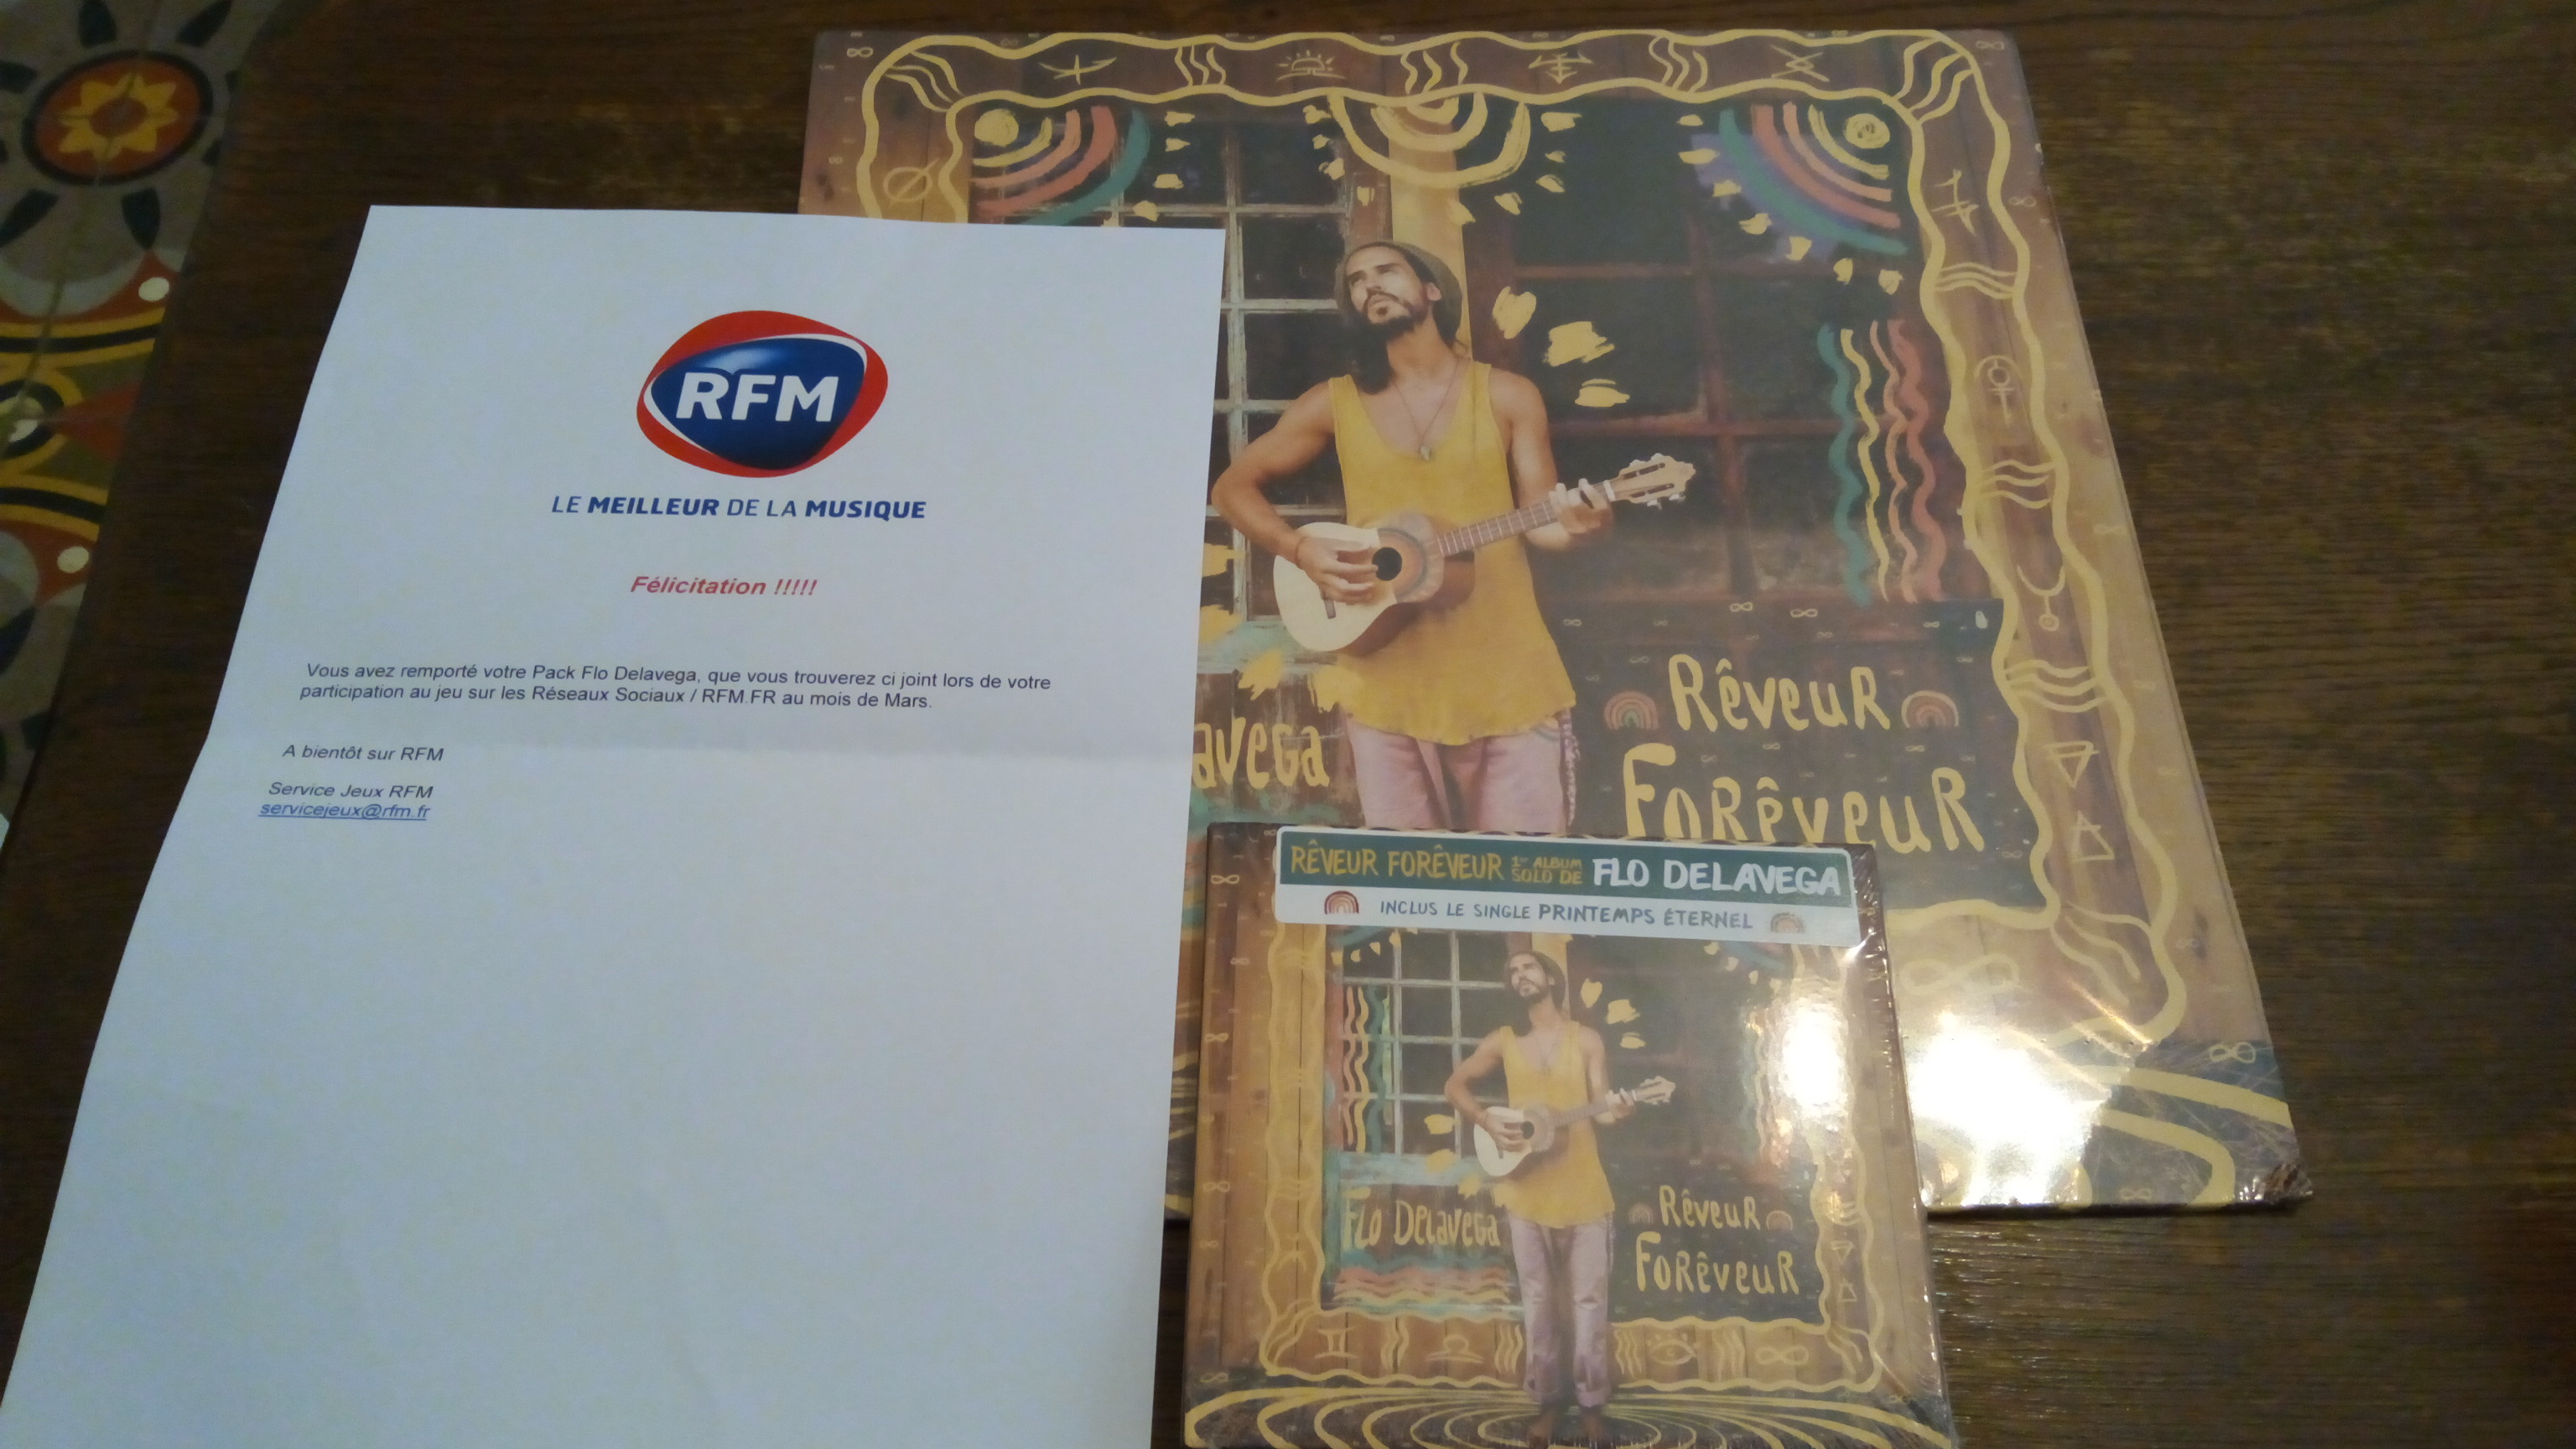 RFM
LE MEILLEUR DE LA MUSIQUE
Félicitation !!!!!
Vous avez remporté votre Pack Flo Delavega, que vous trouverez ci joint lors de votre
participation au jeu sur les Réseaux Sociaux / RFM.FR au mois de Mars.
A bientôt sur RFM
Service Jeux RFM
servicejeux@rfm.fr
avega
Rêveur
Forêveur
RÊVEUR FORÊVEUR 1er ALBUM SOLO DE FLO DELAVEGA
INCLUS LE SINGLE PRINTEMPS ÉTERNEL
Flo Delavega
Rêveur
Forêveur